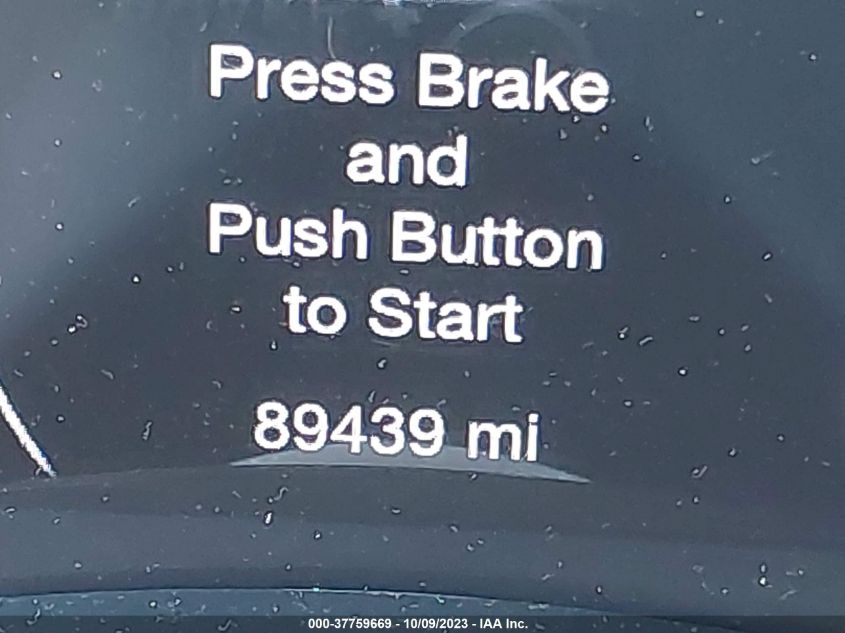 Press Brake
and
Push Button
to Start
89439 mi
000-37759669 - 10/09/2023 - IAA Inc.